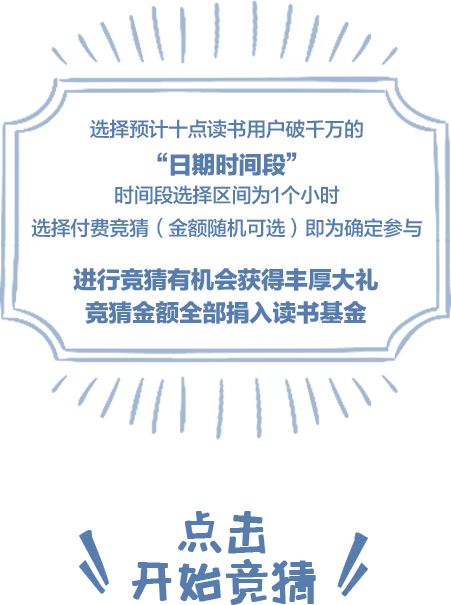 选择预计十点读书用户破千万的
“日期时间段”
时间段选择区间为1个小时
选择付费竞猜（金额随机可选）即为确定参与
进行竞猜有机会获得丰厚大礼
竞猜金额全部捐入读书基金
点击
开始竞猜